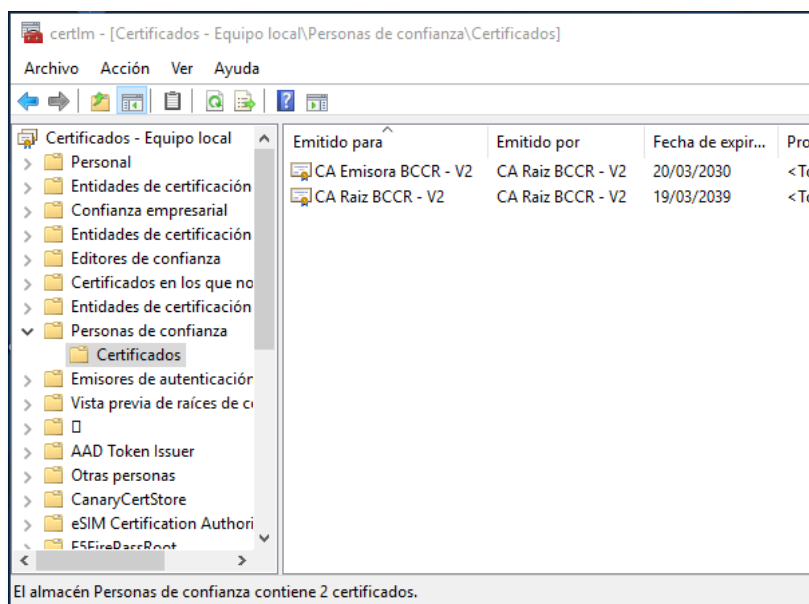 certlm - [Certificados - Equipo local\Personas de confianza\Certificados]
Archivo Acción Ver Ayuda
Certificados - Equipo local
Personal
Entidades de certificación
Confianza empresarial
Entidades de certificación
Editores de confianza
Certificados en los que no
Entidades de certificación
Personas de confianza
Certificados
Emisores de autenticación
Vista previa de raíces de c
AAD Token Issuer
Otras personas
CanaryCertStore
eSIM Certification Authori
F5FirePassRoot
Emitido para Emitido por Fecha de expir... Pro
CA Emisora BCCR - V2 CA Raiz BCCR - V2 20/03/2030 <To
CA Raiz BCCR - V2 CA Raiz BCCR - V2 19/03/2039 <To
El almacén Personas de confianza contiene 2 certificados.